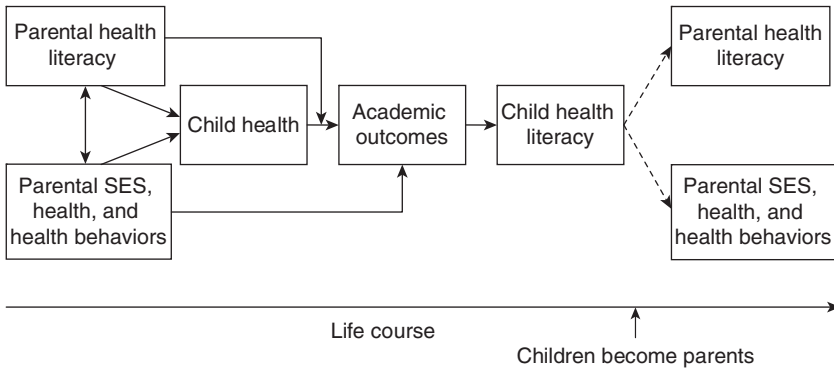 Parental health
literacy
Parental SES,
health, and
health behaviors
Child health
Academic
outcomes
Child health
literacy
Parental health
literacy
Parental SES,
health, and
health behaviors
Life course
Children become parents